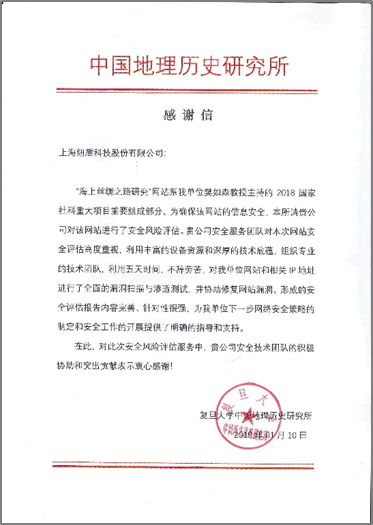 中国地理历史研究所
感谢信
上海纽盾科技股份有限公司:
“海上丝绸之路研究”网站系我单位樊如森教授主持的 2018 国家
社科重大项目重要组成部分。为确保该网站的信息安全,本所请贵公
司对该网站进行了安全风险评估。贵公司服务团队对本次网站安
全评估高度重视,利用丰富的设备资源和深厚的技术底蕴,组织专业
的技术团队,利用五天时间,不辞劳苦,对我单位网站和相关 IP 地址
进行了全面的漏洞扫描与渗透测试,并协助修复网站漏洞。形成的安
全评估报告内容完善、针对性很强,为我单位下一步网络安全策略的
制定和安全工作的开展提供了明确的指导和支持。
在此,对此次安全风险评估服务中,贵公司安全技术团队的积极
协助和突出贡献表示衷心感谢!
复旦大学中国历史地理研究所
月 10 日